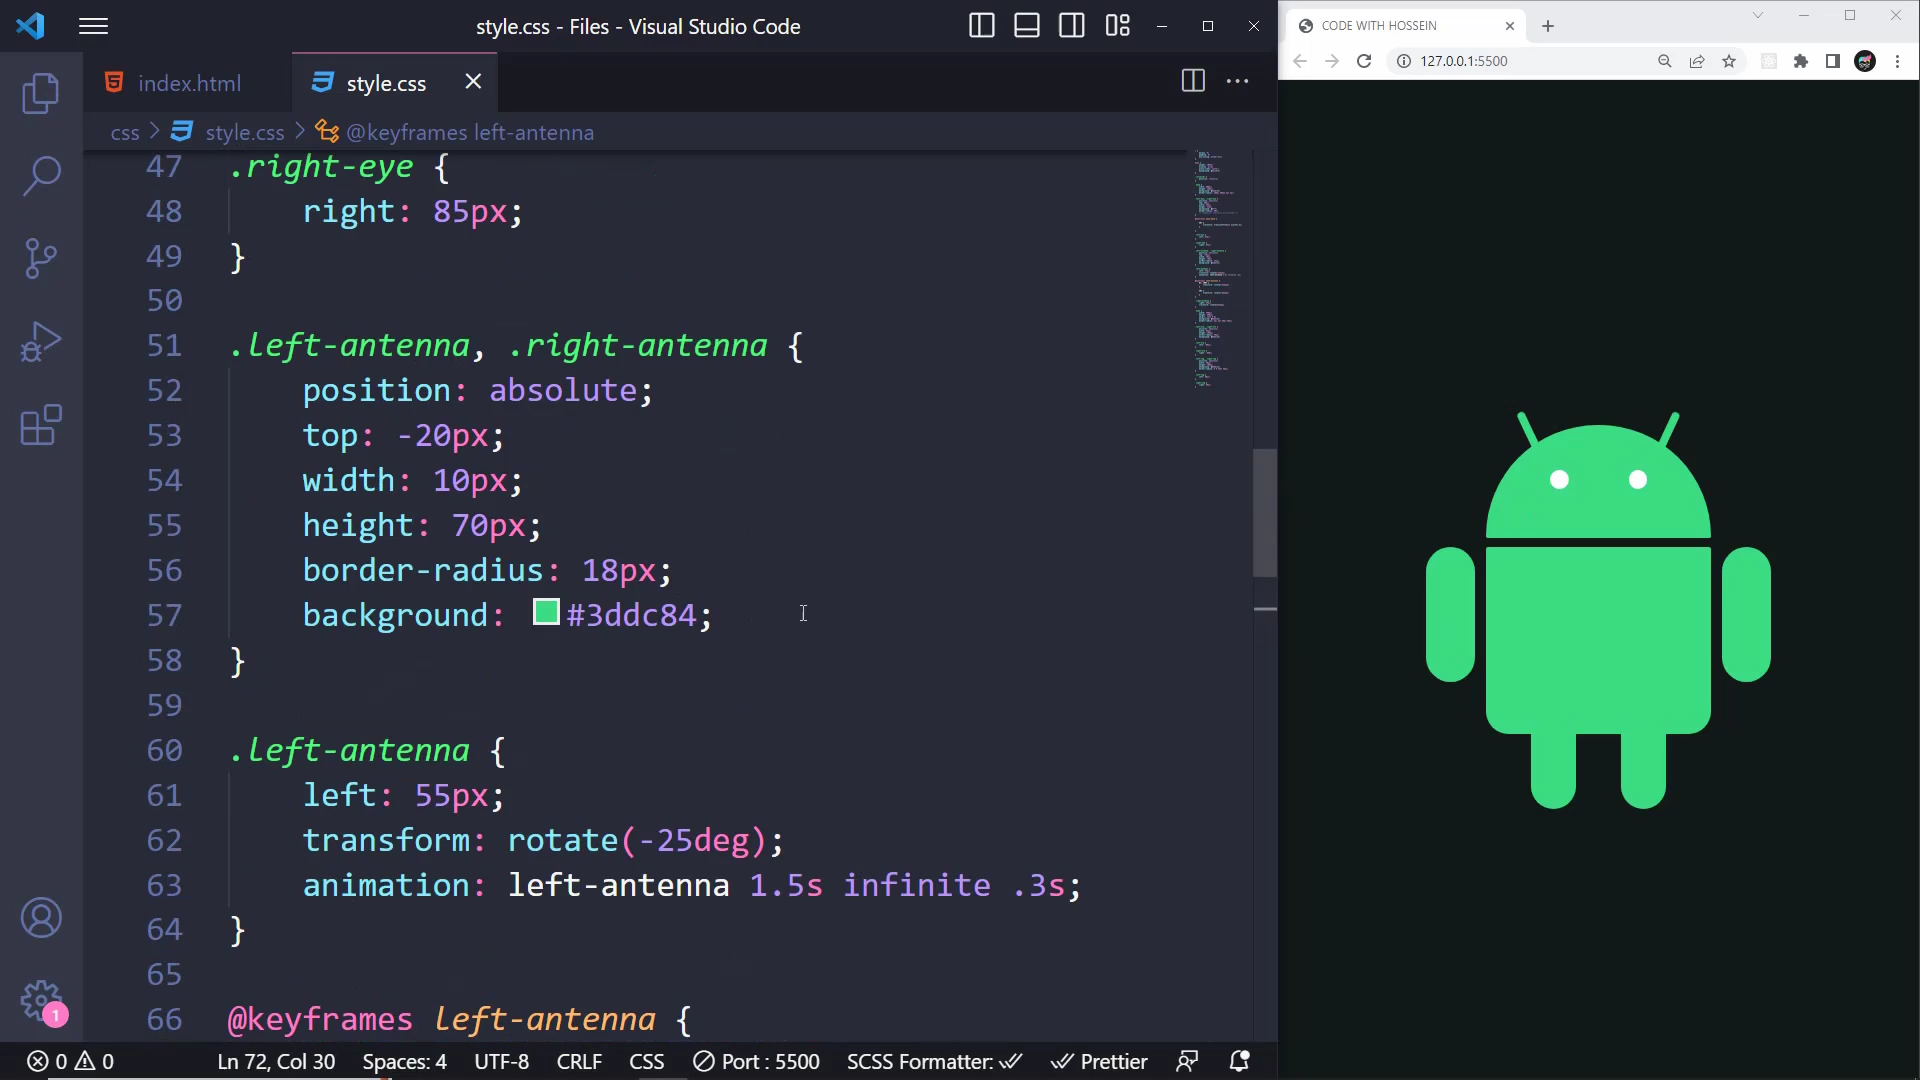 style.css - Files - Visual Studio Code
index.html
style.css
css > style.css > @keyframes left-antenna
47 .right-eye {
48 right: 85px;
49 }
50
51 .left-antenna, .right-antenna {
52 position: absolute;
53 top: -20px;
54 width: 10px;
55 height: 70px;
56 border-radius: 18px;
57 background: #3ddc84;
58 }
59
60 .left-antenna {
61 left: 55px;
62 transform: rotate(-25deg);
63 animation: left-antenna 1.5s infinite .3s;
64 }
65
66 @keyframes left-antenna {
1
0 0 Ln 72, Col 30 Spaces: 4 UTF-8 CRLF CSS Port : 5500 SCSS Formatter: Prettier
CODE WITH HOSSEIN
127.0.0.1:5500